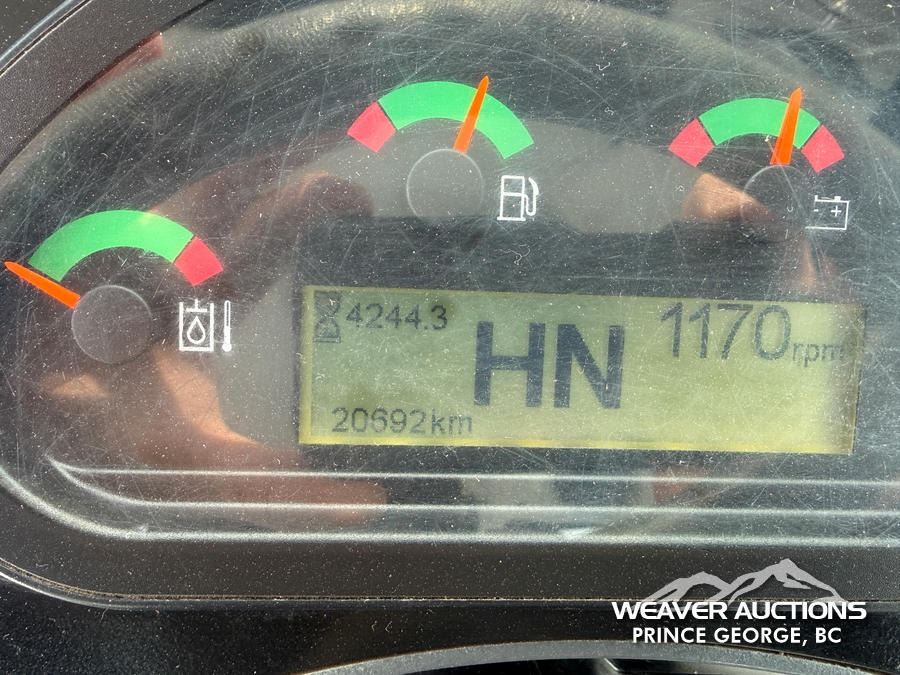 4244.3
HN
1170rpm
20692km
- +
WEAVER AUCTIONS
PRINCE GEORGE, BC